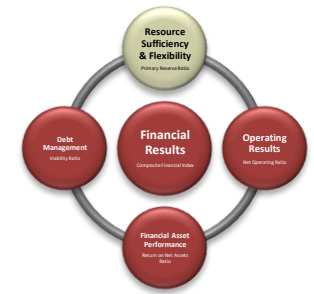 Resource
Sufficiency
& Flexibility
Primary Reserve Ratio
Debt
Management
Viability Ratio
Financial
Results
Composite Financial Index
Operating
Results
Net Operating Ratio
Financial Asset
Performance
Return on Net Assets
Ratio